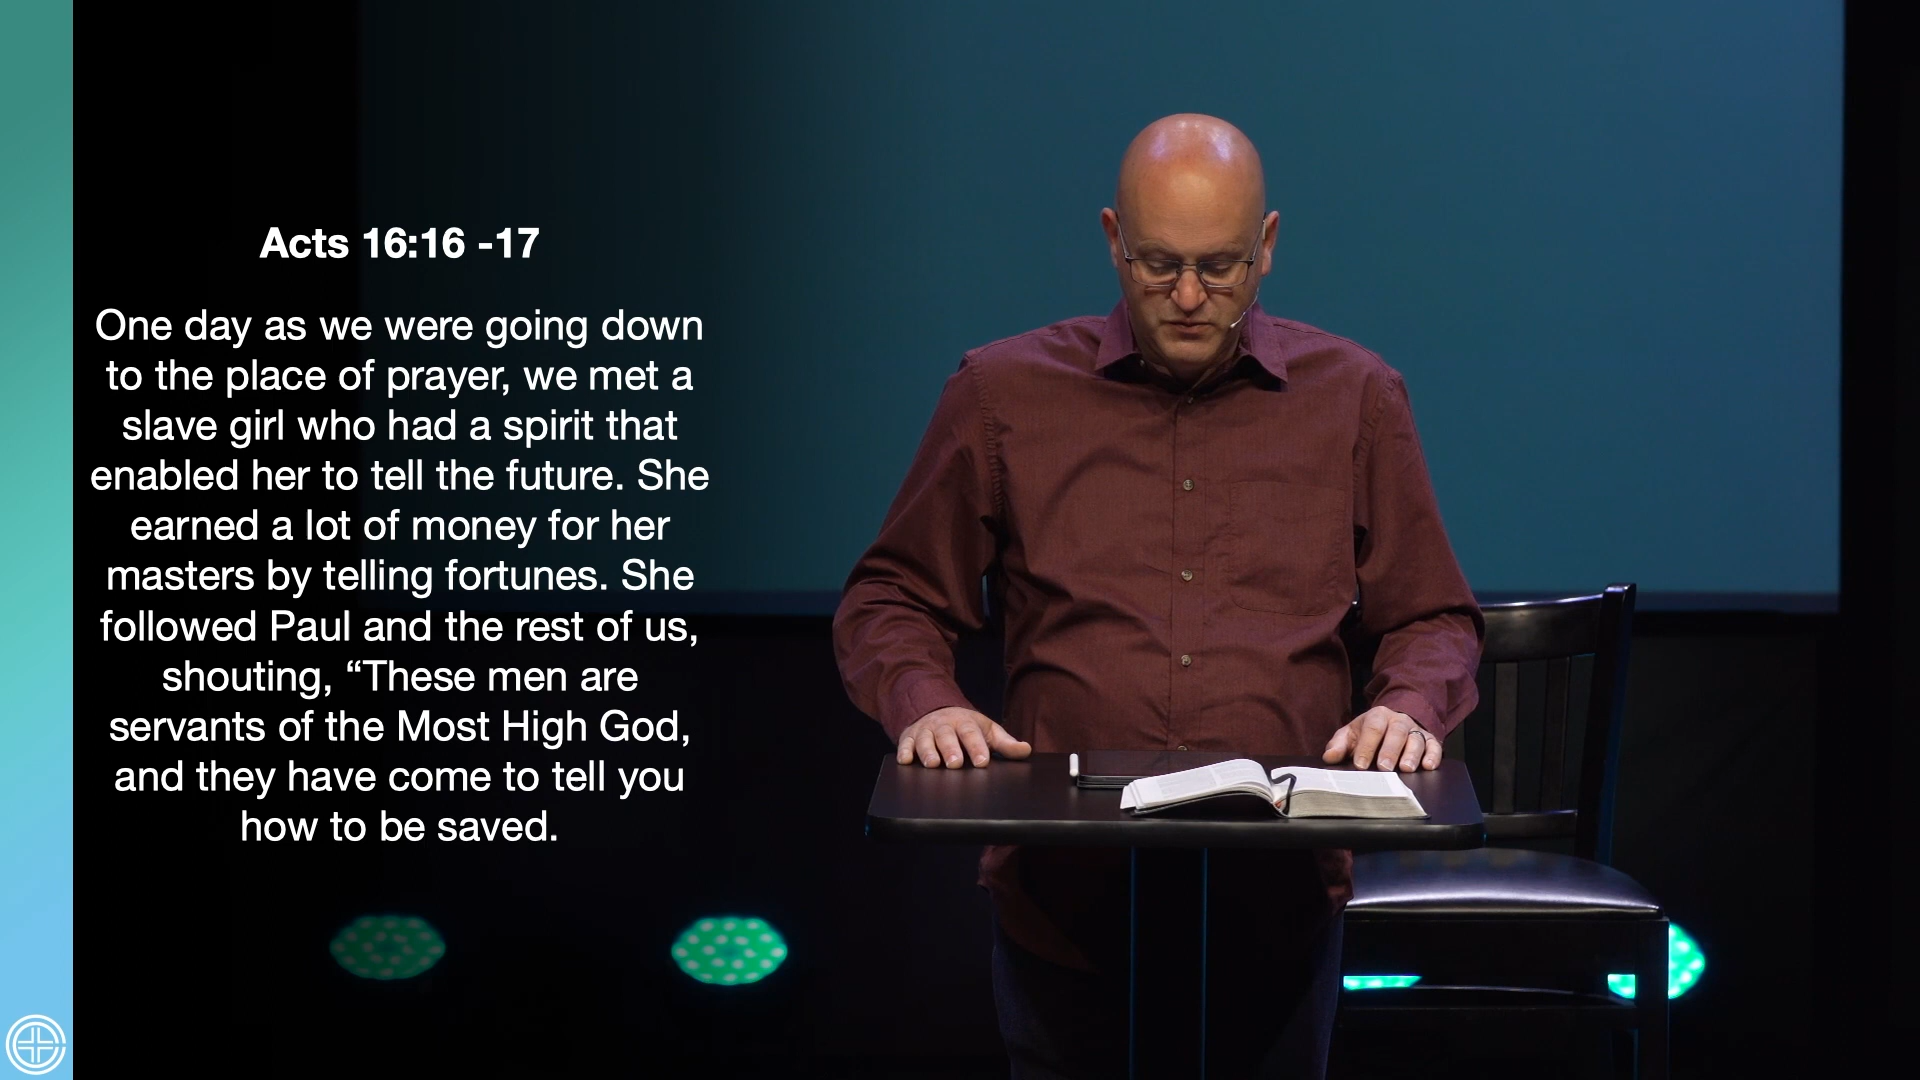 Acts 16:16 -17
One day as we were going down
to the place of prayer, we met a
slave girl who had a spirit that
enabled her to tell the future. She
earned a lot of money for her
masters by telling fortunes. She
followed Paul and the rest of us,
shouting, “These men are
servants of the Most High God,
and they have come to tell you
how to be saved.